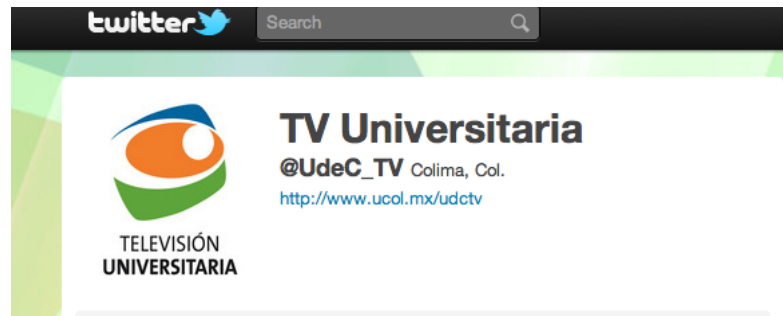 twitter
Search
TV Universitaria
@UdeC_TV Colima, Col.
http://www.ucol.mx/udctv
TELEVISIÓN
UNIVERSITARIA